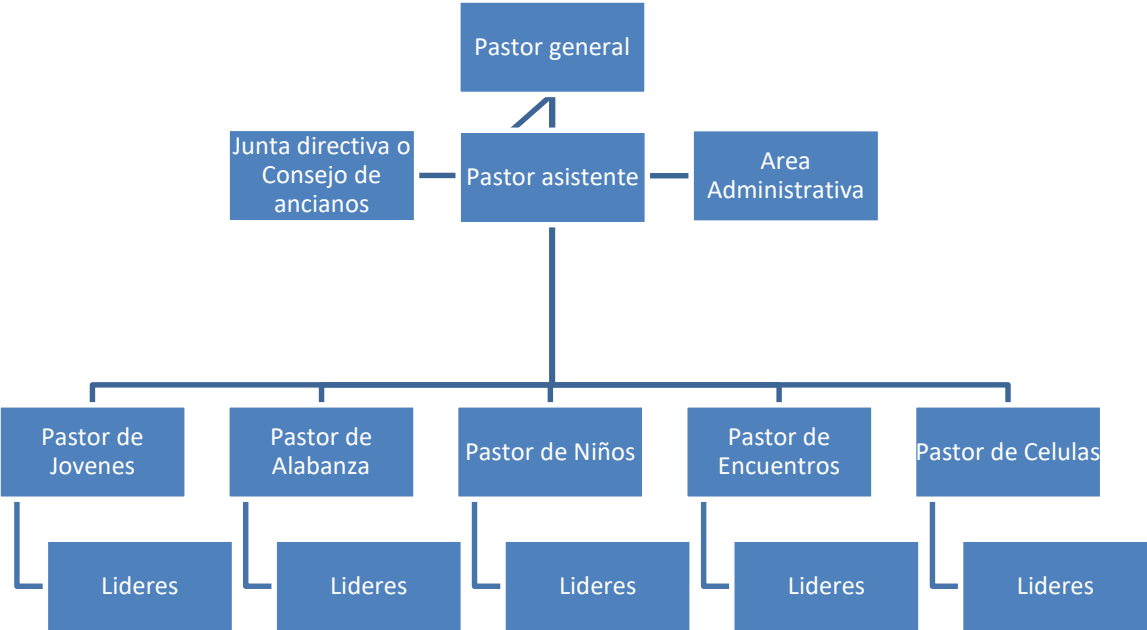 Pastor general
Junta directiva o
Consejo de
ancianos
Pastor asistente
Area
Administrativa
Pastor de
Jovenes
Pastor de
Alabanza
Pastor de Niños
Pastor de
Encuentros
Pastor de Celulas
Lideres
Lideres
Lideres
Lideres
Lideres